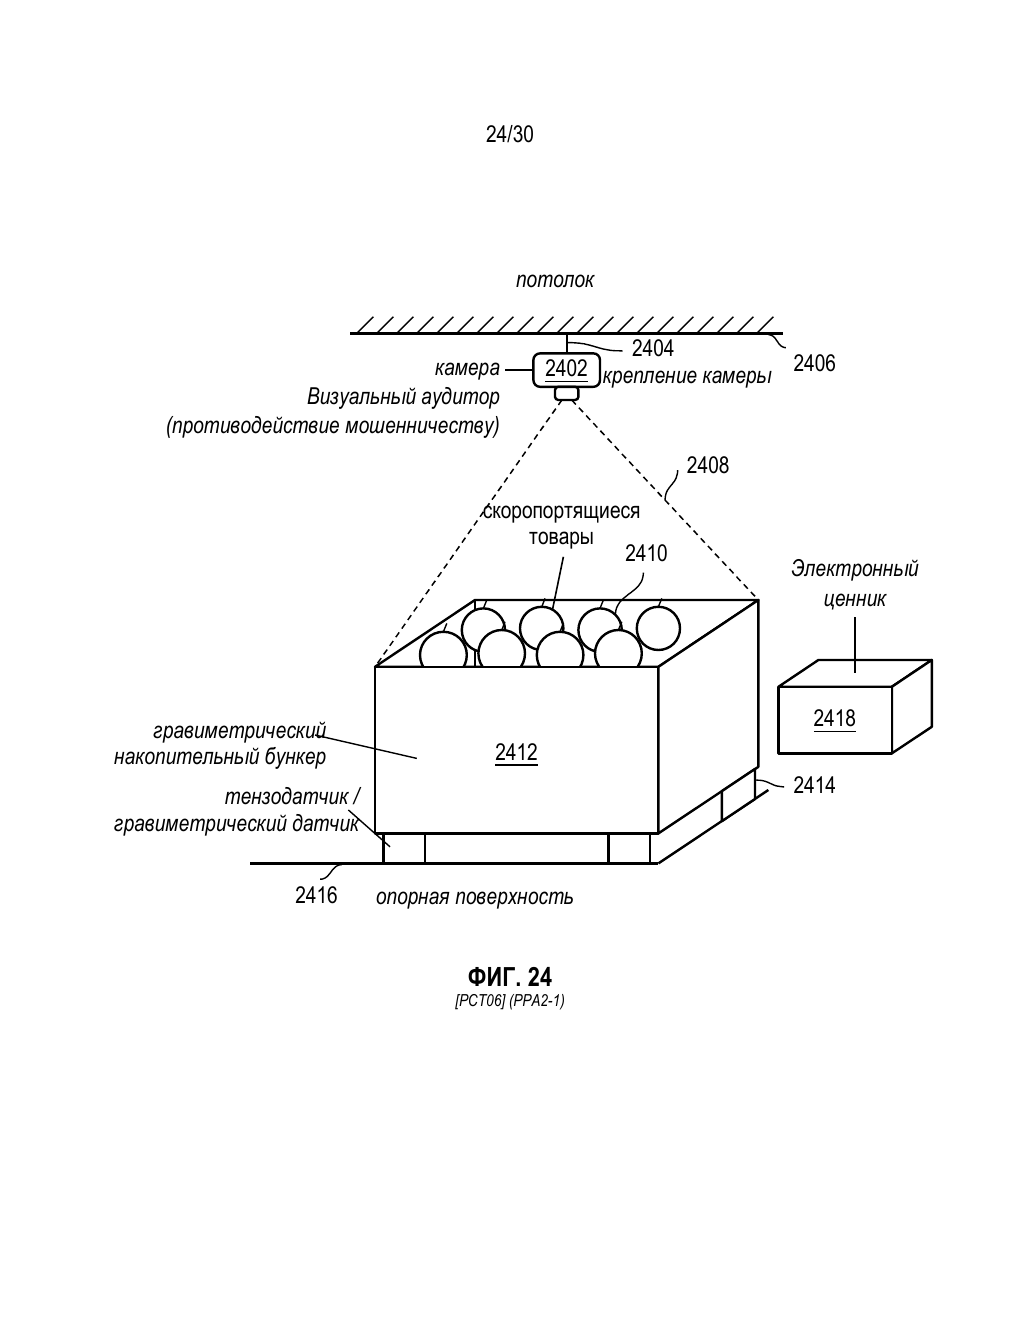 24/30
потолок
2404
2406
камера
2402
крепление камеры
Визуальный аудитор
(противодействие мошенничеству)
2408
скоропортящиеся
товары
2410
Электронный
ценник
2418
гравиметрический
накопительный бункер
2412
2414
тензодатчик /
гравиметрический датчик
2416
опорная поверхность
ФИГ. 24
[PCT06] (PPA2-1)